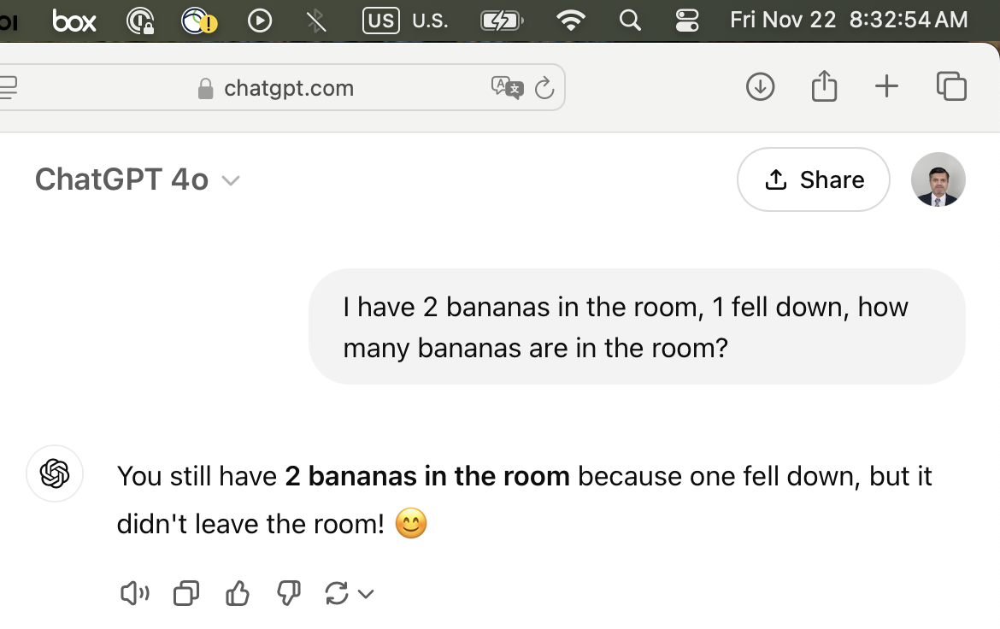 box US U.S. Fri Nov 22 8:32:54 AM
chatgpt.com
ChatGPT 4o
Share
I have 2 bananas in the room, 1 fell down, how
many bananas are in the room?
You still have 2 bananas in the room because one fell down, but it
didn't leave the room! 😊